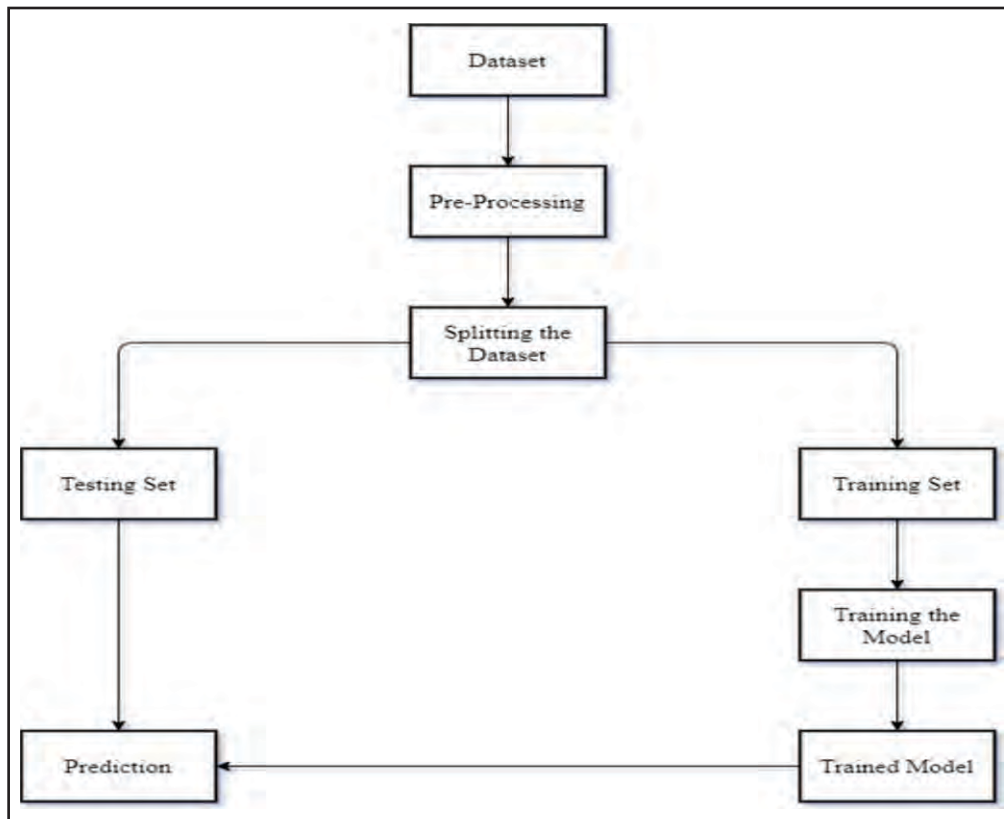 Dataset
Pre-Processing
Splitting the
Dataset
Testing Set
Training Set
Training the
Model
Prediction
Trained Model